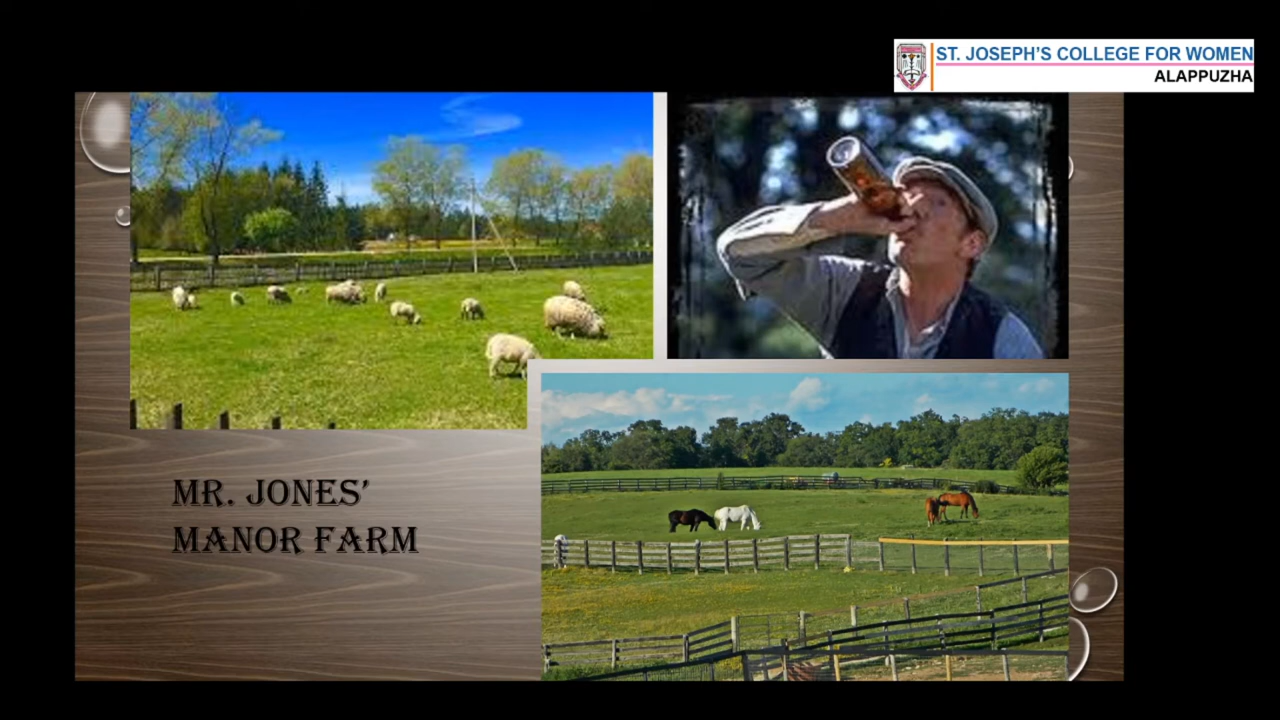 ST. JOSEPH'S COLLEGE FOR WOMEN
ALAPPUZHA
MR. JONES'
MANOR FARM